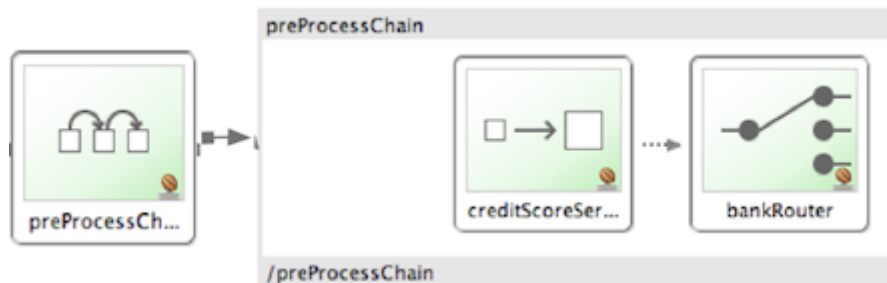 preProcessChain
preProcessCh...
creditScoreSer...
bankRouter
/preProcessChain